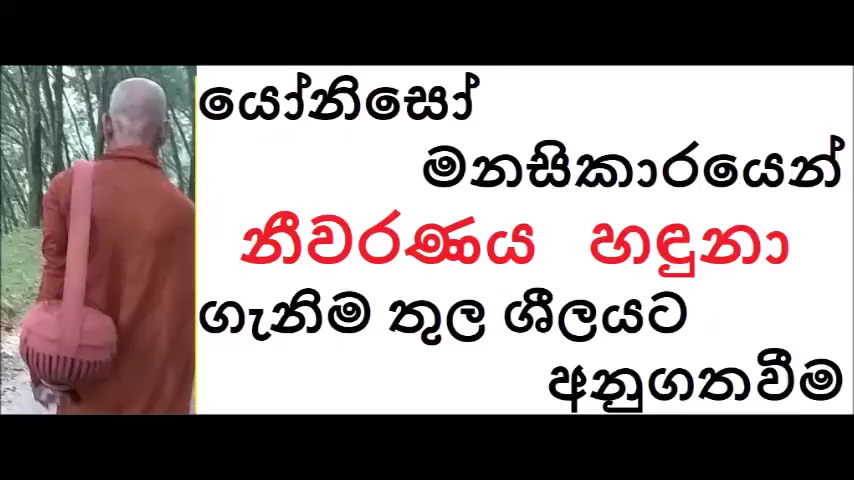 යෝනිසෝ
මනසිකාරයෙන්
නීවරණය හඳුනා
ගැනිම තුල ශීලයට
අනුගතවීම